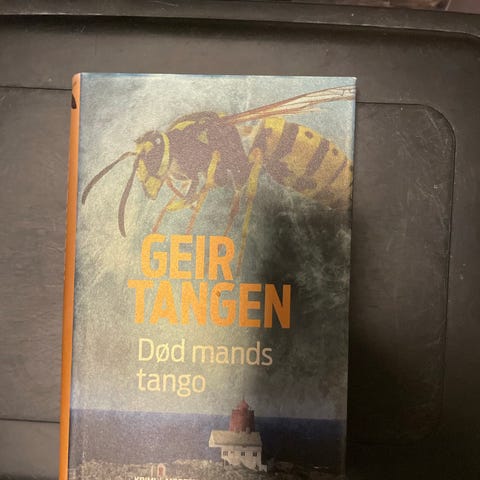 GEIR
TANGEN
Død mands
tango